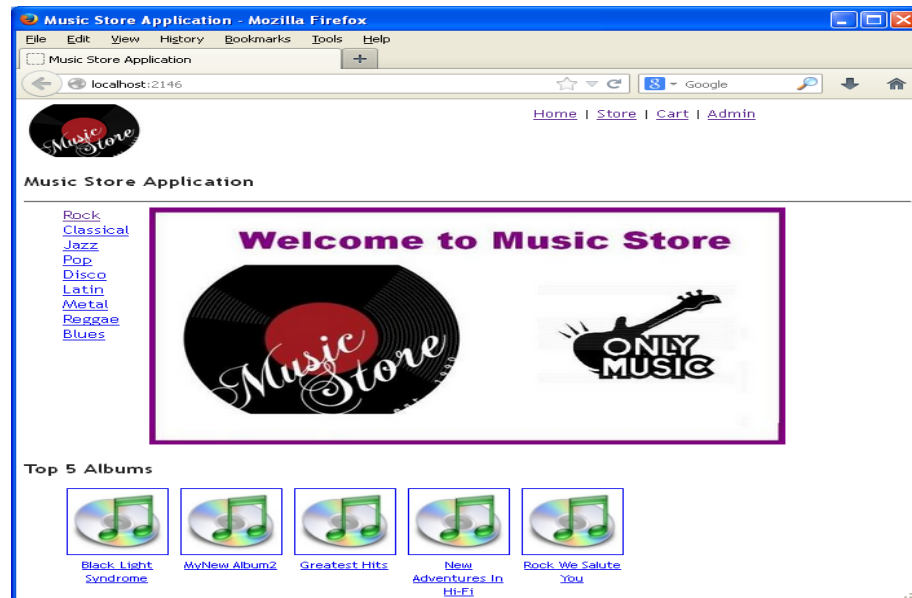 Music Store Application - Mozilla Firefox
File Edit View History Bookmarks Tools Help
Music Store Application
localhost:2146
Google
Music Store
Home | Store | Cart | Admin
Music Store Application
Rock
Classical
Jazz
Pop
Disco
Latin
Metal
Reggae
Blues
Welcome to Music Store
Music
Store
est. 1990
ONLY
MUSIC
Top 5 Albums
Black Light
Syndrome
MyNew Album2
Greatest Hits
New
Adventures In
Hi-Fi
Rock We Salute
You